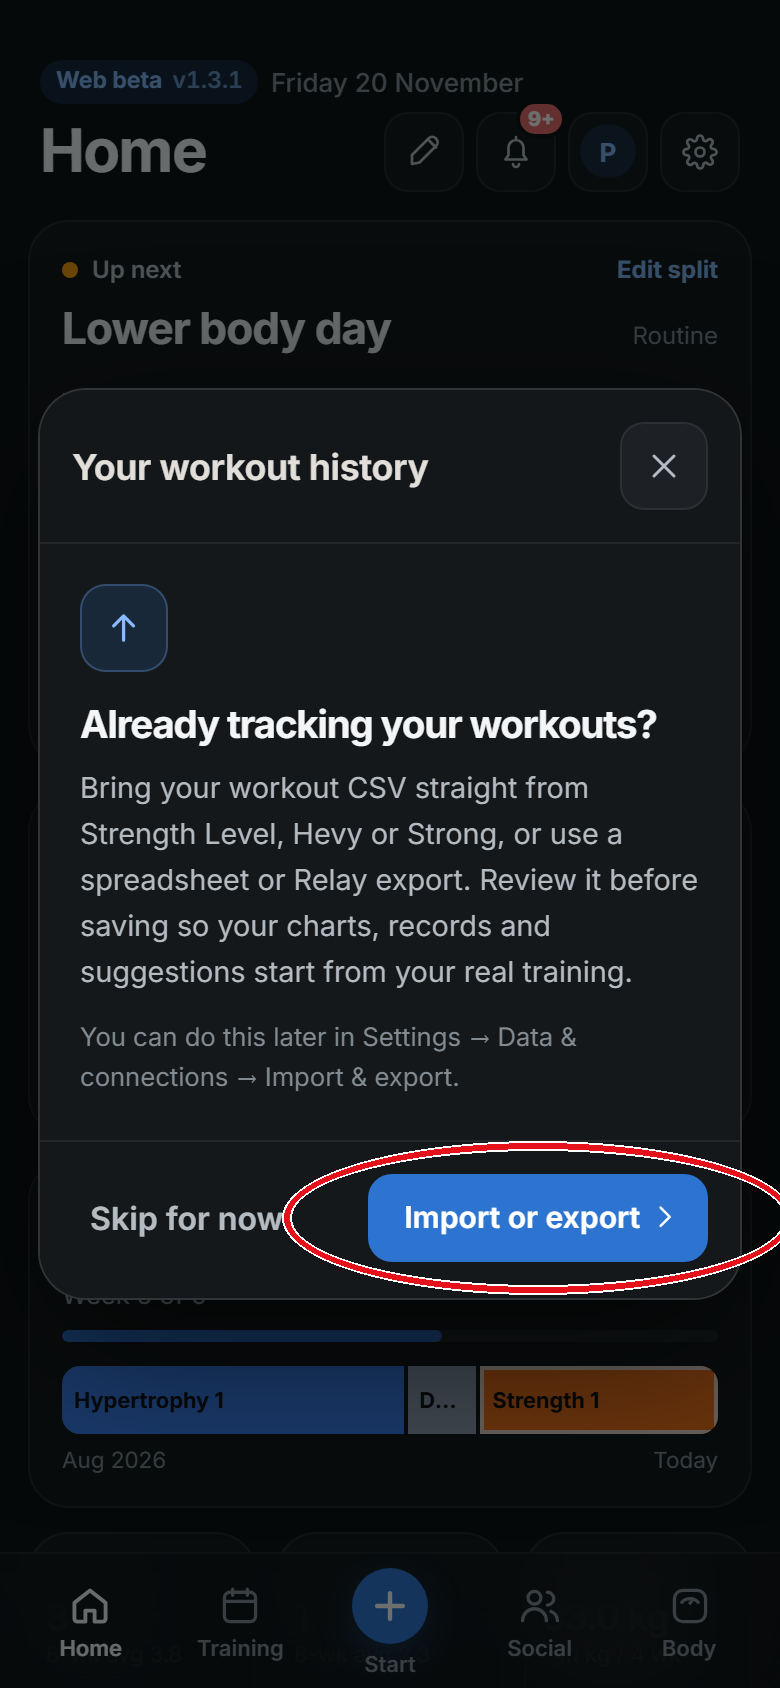 Web beta v1.3.1 Friday 20 November
Home
9+
P
Up next
Edit split
Lower body day
Routine
Your workout history
Already tracking your workouts?
Bring your workout CSV straight from
Strength Level, Hevy or Strong, or use a
spreadsheet or Relay export. Review it before
saving so your charts, records and
suggestions start from your real training.
You can do this later in Settings → Data &
connections → Import & export.
Skip for now
Import or export
Hypertrophy 1
D...
Strength 1
Aug 2026
Today
Home
Training
Start
Social
Body